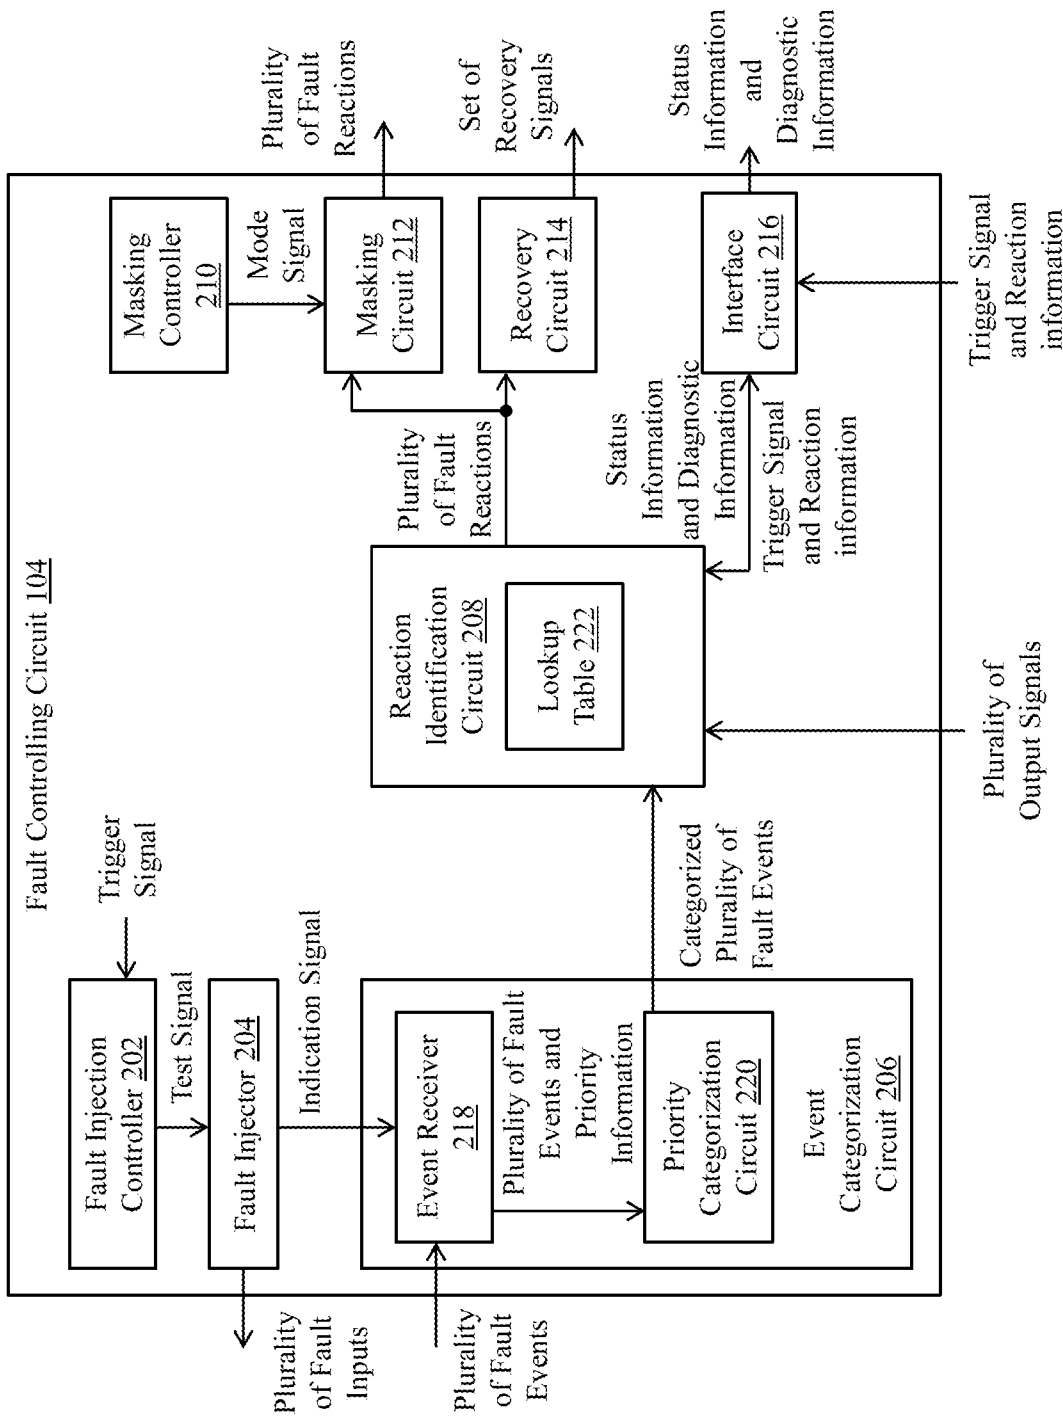 Fault Controlling Circuit 104
Trigger
Signal
Fault Injection
Controller 202
Test Signal
Fault Injector 204
Indication Signal
Plurality
of Fault
Inputs
Plurality
of Fault
Events
Event Receiver
218
Plurality of Fault
Events and
Priority
Information
Priority
Categorization
Circuit 220
Event
Categorization
Circuit 206
Categorized
Plurality of
Fault Events
Reaction
Identification
Circuit 208
Lookup
Table 222
Plurality of
Output Signals
Plurality
of Fault
Reactions
Masking
Controller
210
Mode
Signal
Masking
Circuit 212
Plurality
of Fault
Reactions
Recovery
Circuit 214
Set of
Recovery
Signals
Status
Information
and Diagnostic
Information
Trigger Signal
and Reaction
information
Interface
Circuit 216
Status
Information
and
Diagnostic
Information
Trigger Signal
and Reaction
information